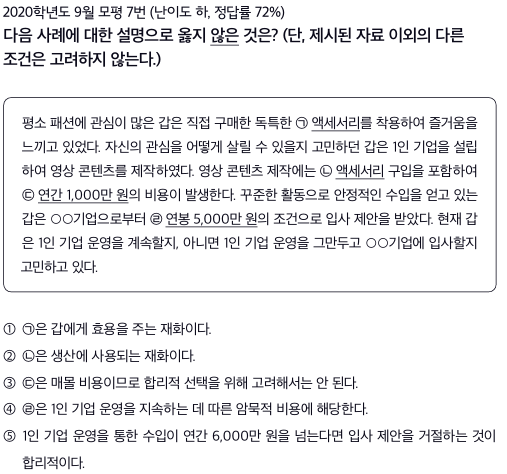 2020학년도 9월 모평 7번 (난이도 하, 정답률 72%)
다음 사례에 대한 설명으로 옳지 않은 것은? (단, 제시된 자료 이외의 다른
조건은 고려하지 않는다.)
평소 패션에 관심이 많은 갑은 직접 구매한 독특한 ㉠ 액세서리를 착용하여 즐거움을
느끼고 있었다. 자신의 관심을 어떻게 살릴 수 있을지 고민하던 갑은 1인 기업을 설립
하여 영상 콘텐츠를 제작하였다. 영상 콘텐츠 제작에는 ㉡ 액세서리 구입을 포함하여
㉢ 연간 1,000만 원의 비용이 발생한다. 꾸준한 활동으로 안정적인 수입을 얻고 있는
갑은 ○○기업으로부터 ㉣ 연봉 5,000만 원의 조건으로 입사 제안을 받았다. 현재 갑
은 1인 기업 운영을 계속할지, 아니면 1인 기업 운영을 그만두고 ○○기업에 입사할지
고민하고 있다.
① ㉠은 갑에게 효용을 주는 재화이다.
② ㉡은 생산에 사용되는 재화이다.
③ ㉢은 매몰 비용이므로 합리적 선택을 위해 고려해서는 안 된다.
④ ㉣은 1인 기업 운영을 지속하는 데 따른 암묵적 비용에 해당한다.
⑤ 1인 기업 운영을 통한 수입이 연간 6,000만 원을 넘는다면 입사 제안을 거절하는 것이
합리적이다.